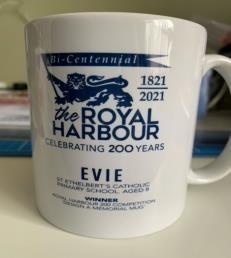 Bi-Centennial
1821
2021
the ROYAL
HARBOUR
CELEBRATING 200 YEARS
EVIE
ST ETHELBERT'S CATHOLIC
PRIMARY SCHOOL, AGED 8
WINNER
'ROYAL HARBOUR 200 COMPETITION
DESIGN A MEMORIAL MUG'